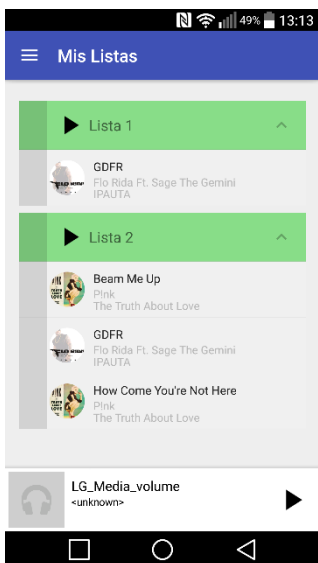 49% 13:13
Mis Listas
Lista 1
GDFR
Flo Rida Ft. Sage The Gemini
IPAUTA
Lista 2
Beam Me Up
P!nk
The Truth About Love
GDFR
Flo Rida Ft. Sage The Gemini
IPAUTA
How Come You're Not Here
P!nk
The Truth About Love
LG_Media_volume
<unknown>